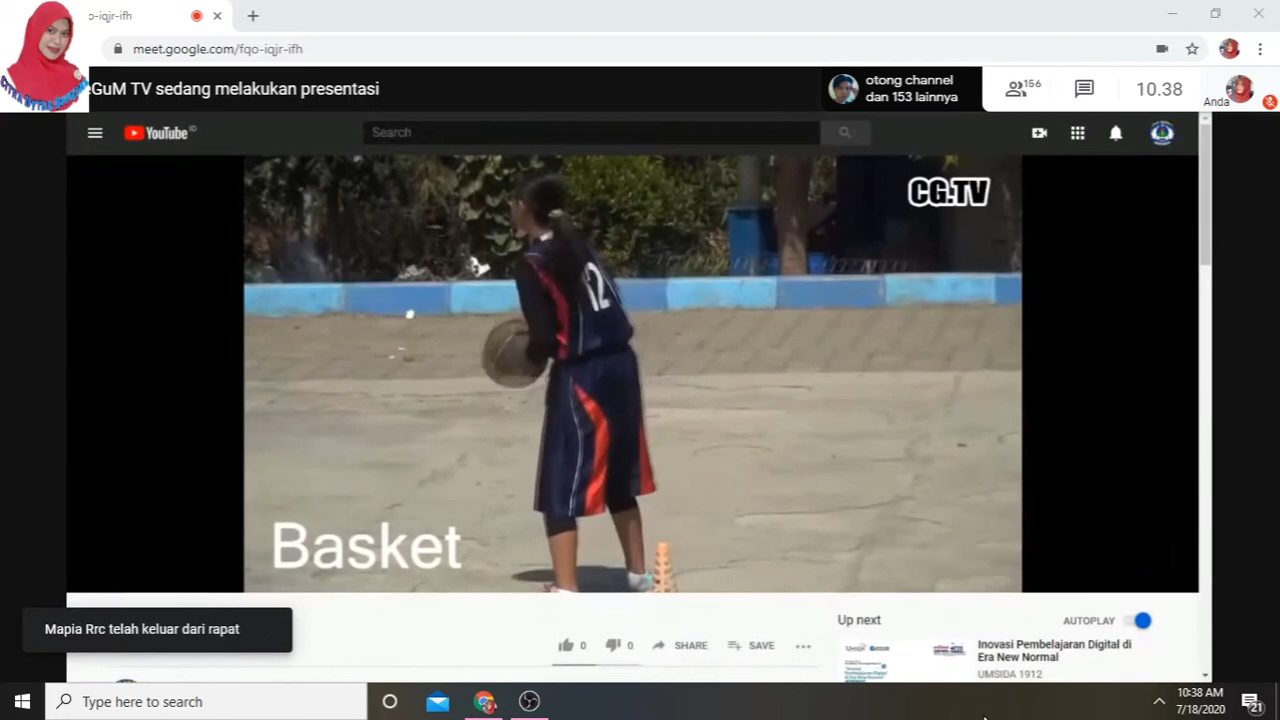 o-iqjr-ifh
meet.google.com/fqo-iqjr-ifh
GuM TV sedang melakukan presentasi
otong channel
dan 153 lainnya
156
10.38
Anda
YouTube ID
Search
CG.TV
12
Basket
Mapia Rrc telah keluar dari rapat
0
0
SHARE
SAVE
Up next
AUTOPLAY
Inovasi Pembelajaran Digital di
Era New Normal
UMSIDA 1912
Type here to search
10:38 AM
7/18/2020
21